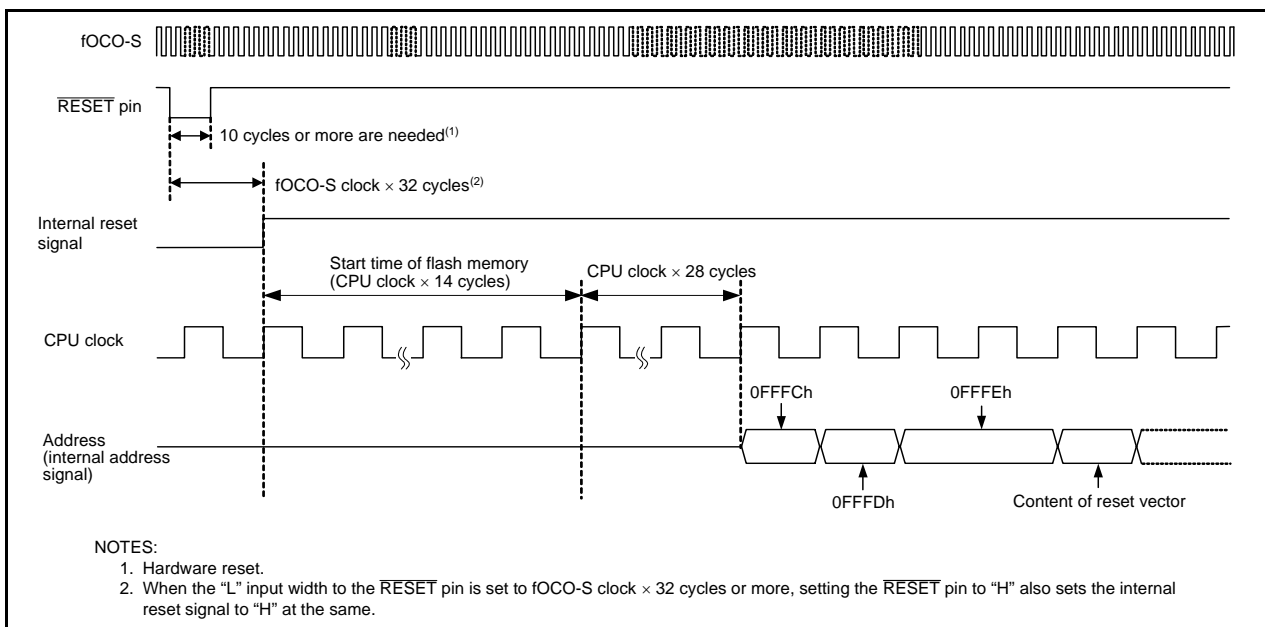 fOCO-S
RESET pin
10 cycles or more are needed(1)
fOCO-S clock × 32 cycles(2)
Internal reset
signal
Start time of flash memory
(CPU clock × 14 cycles)
CPU clock × 28 cycles
CPU clock
0FFFCh
0FFFEh
Address
(internal address
signal)
0FFFDh
Content of reset vector
NOTES:
1. Hardware reset.
2. When the “L” input width to the RESET pin is set to fOCO-S clock × 32 cycles or more, setting the RESET pin to “H” also sets the internal
reset signal to “H” at the same.